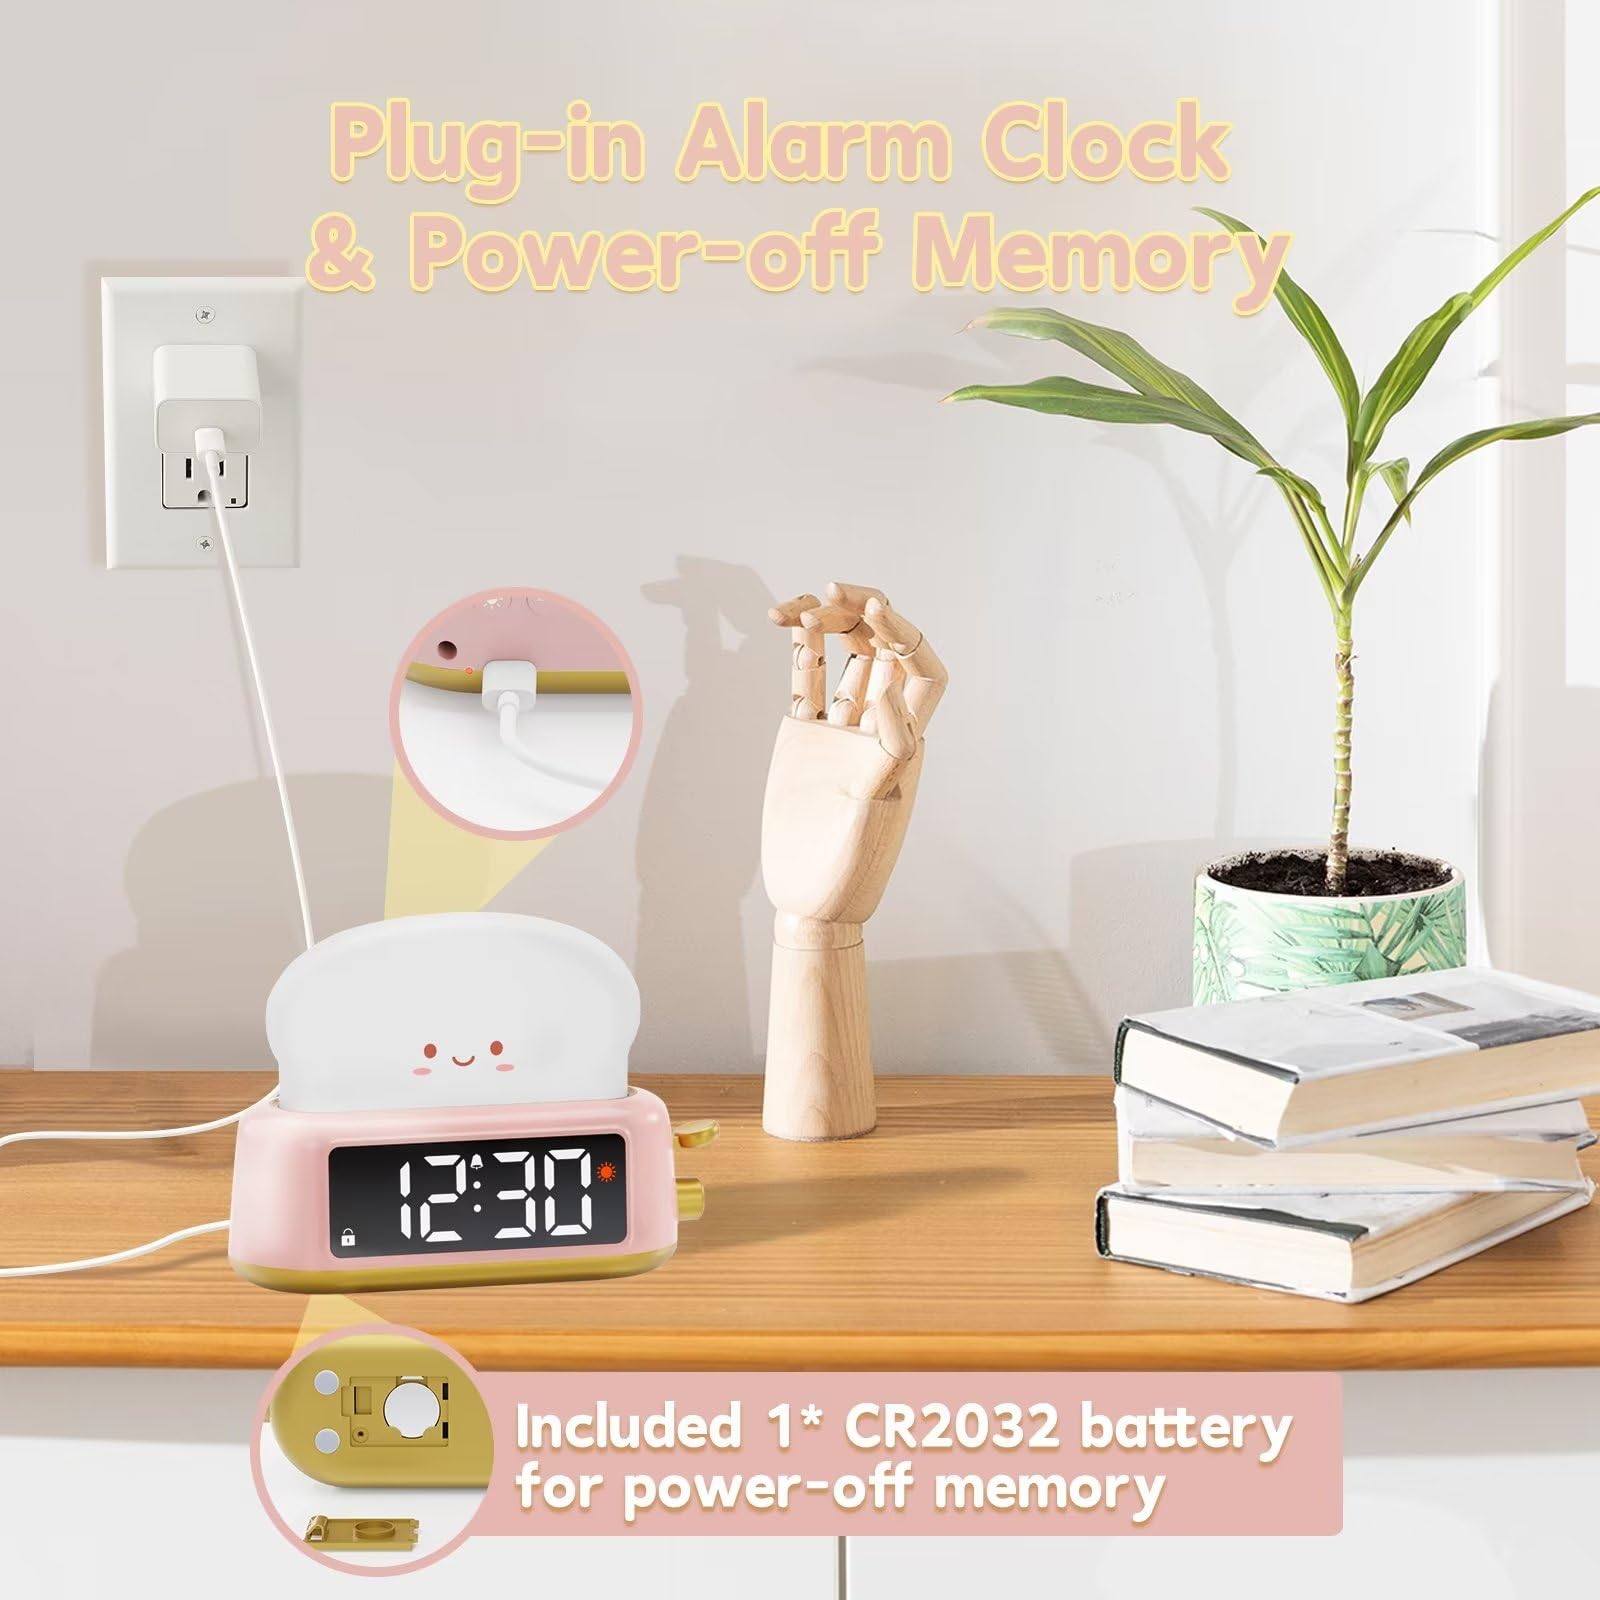 Plug-in Alarm Clock
& Power-off Memory
12:30
Included 1* CR2032 battery
for power-off memory